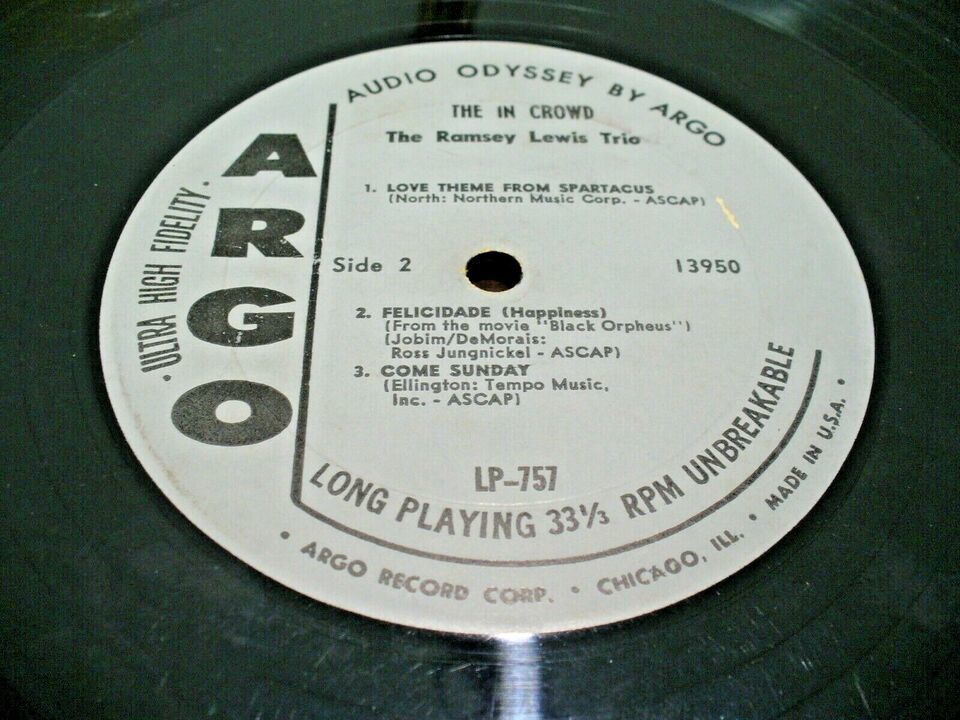 AUDIO ODYSSEY BY ARGO
THE IN CROWD
The Ramsey Lewis Trio
ARGO
· ULTRA HIGH FIDELITY ·
1. LOVE THEME FROM SPARTACUS
(North: Northern Music Corp. - ASCAP)
Side 2
13950
2. FELICIDADE (Happiness)
(From the movie "Black Orpheus")
(Jobim/DeMorais:
Ross Jungnickel - ASCAP)
3. COME SUNDAY
(Ellington: Tempo Music,
Inc. - ASCAP)
LP-757
LONG PLAYING 33⅓ RPM UNBREAKABLE
· ARGO RECORD CORP. · CHICAGO, ILL. · MADE IN U.S.A. ·